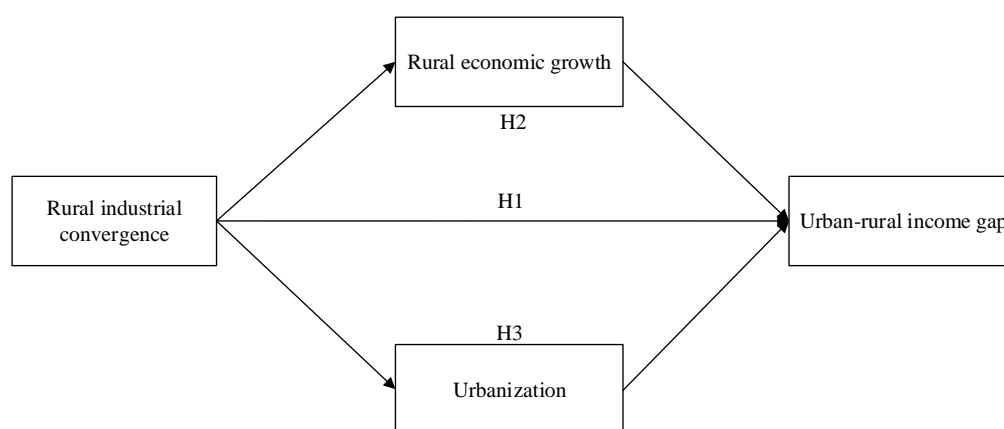 Rural economic growth
H2
H1
Rural industrial
convergence
Urban-rural income gap
H3
Urbanization